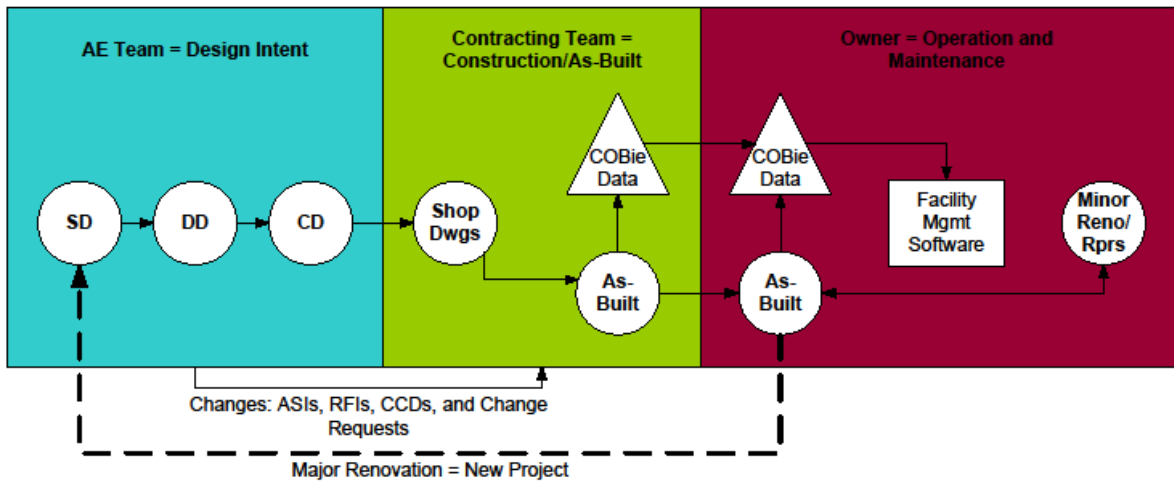 AE Team = Design Intent
Contracting Team =
Construction/As-Built
Owner = Operation and
Maintenance
COBie
Data
COBie
Data
SD
DD
CD
Shop
Dwgs
As-
Built
As-
Built
Facility
Mgmt
Software
Minor
Reno/
Rprs
Changes: ASIs, RFIs, CCDs, and Change
Requests
Major Renovation = New Project